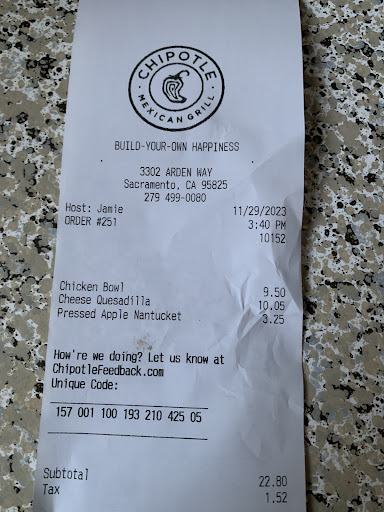 CHIPOTLE
MEXICAN GRILL
BUILD-YOUR-OWN HAPPINESS
3302 ARDEN WAY
Sacramento, CA 95825
279 499-0080
Host: Jamie 11/29/2023
ORDER #251 3:40 PM
10152
Chicken Bowl 9.50
Cheese Quesadilla 10.05
Pressed Apple Nantucket 3.25
How're we doing? Let us know at
ChipotleFeedback.com
Unique Code:
157 001 100 193 210 425 05
Subtotal 22.80
Tax 1.52